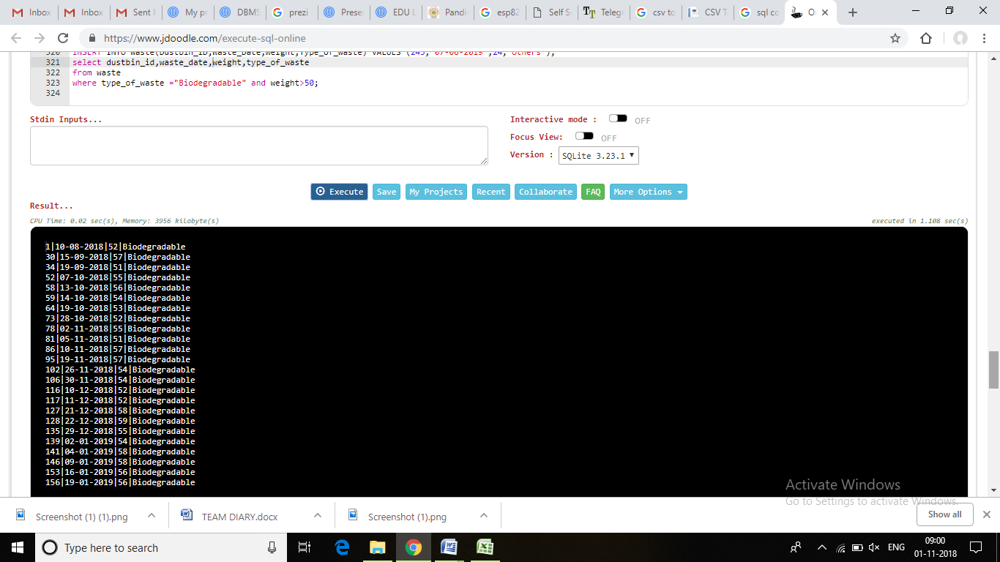 Inbox
Inbox
Sent M
My pr
DBMS
prezi
Prese
EDU L
Pandi
esp82
Self S
Telegr
csv to
CSV T
sql co
O
https://www.jdoodle.com/execute-sql-online
320 INSERT INTO Waste(Dustbin_ID,Waste_Date,Weight,Type_of_Waste) VALUES (245,'07-06-2019',24,'Others');
321 select dustbin_id,waste_date,weight,type_of_waste
322 from waste
323 where type_of_waste ="Biodegradable" and weight>50;
324
Stdin Inputs...
Interactive mode : OFF
Focus View: OFF
Version : SQLite 3.23.1
Execute Save My Projects Recent Collaborate FAQ More Options
Result...
CPU Time: 0.02 sec(s), Memory: 3956 kilobyte(s)
executed in 1.108 sec(s)
1|10-08-2018|52|Biodegradable
30|15-09-2018|57|Biodegradable
34|19-09-2018|51|Biodegradable
52|07-10-2018|55|Biodegradable
58|13-10-2018|56|Biodegradable
59|14-10-2018|54|Biodegradable
64|19-10-2018|53|Biodegradable
73|28-10-2018|52|Biodegradable
78|02-11-2018|55|Biodegradable
81|05-11-2018|51|Biodegradable
86|10-11-2018|57|Biodegradable
95|19-11-2018|57|Biodegradable
102|26-11-2018|54|Biodegradable
106|30-11-2018|54|Biodegradable
116|10-12-2018|52|Biodegradable
117|11-12-2018|52|Biodegradable
127|21-12-2018|58|Biodegradable
128|22-12-2018|59|Biodegradable
135|29-12-2018|55|Biodegradable
139|02-01-2019|54|Biodegradable
141|04-01-2019|58|Biodegradable
146|09-01-2019|58|Biodegradable
153|16-01-2019|56|Biodegradable
156|19-01-2019|56|Biodegradable
Activate Windows
Go to Settings to activate Windows.
Screenshot (1) (1).png
TEAM DIARY.docx
Screenshot (1).png
Show all
Type here to search
ENG
09:00
01-11-2018